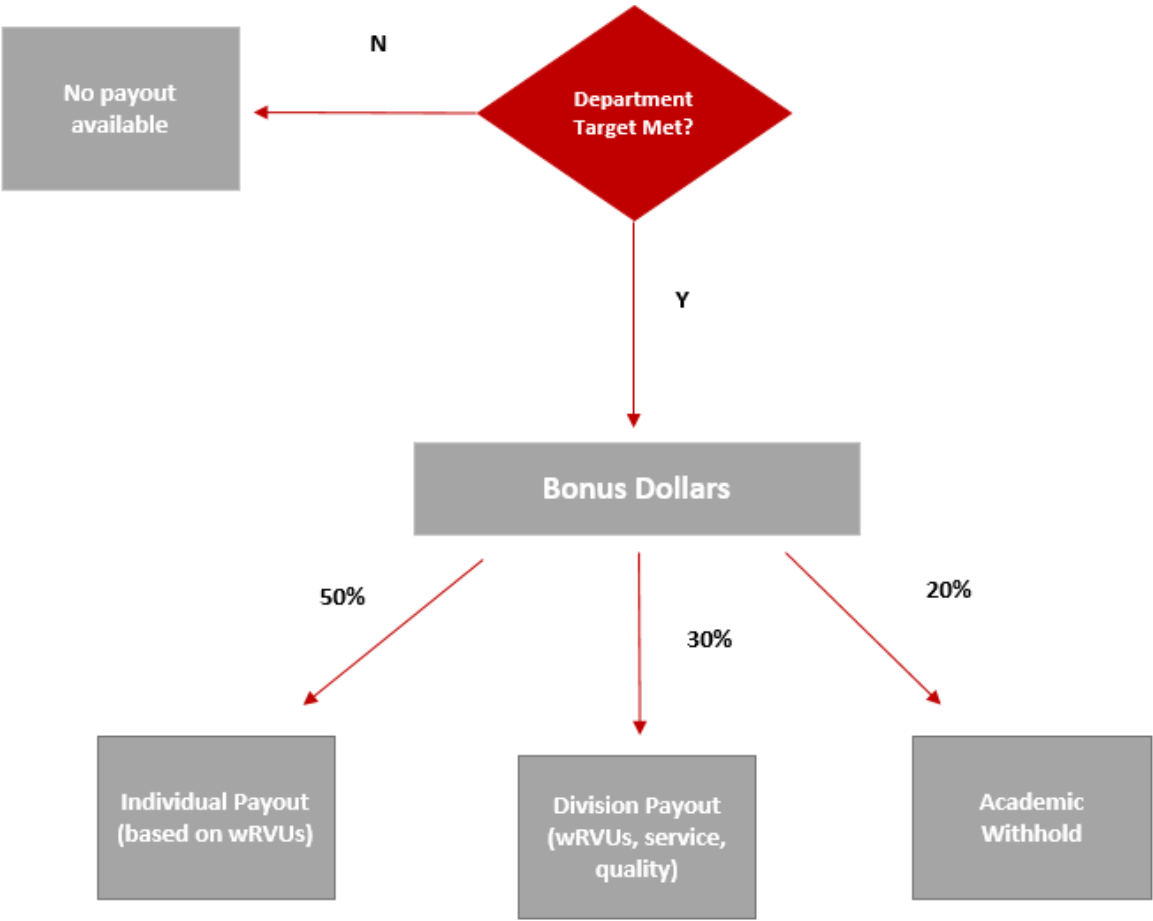 N
No payout
available
Department
Target Met?
Y
Bonus Dollars
50%
20%
30%
Individual Payout
(based on wRVUs)
Division Payout
(wRVUs, service,
quality)
Academic
Withhold